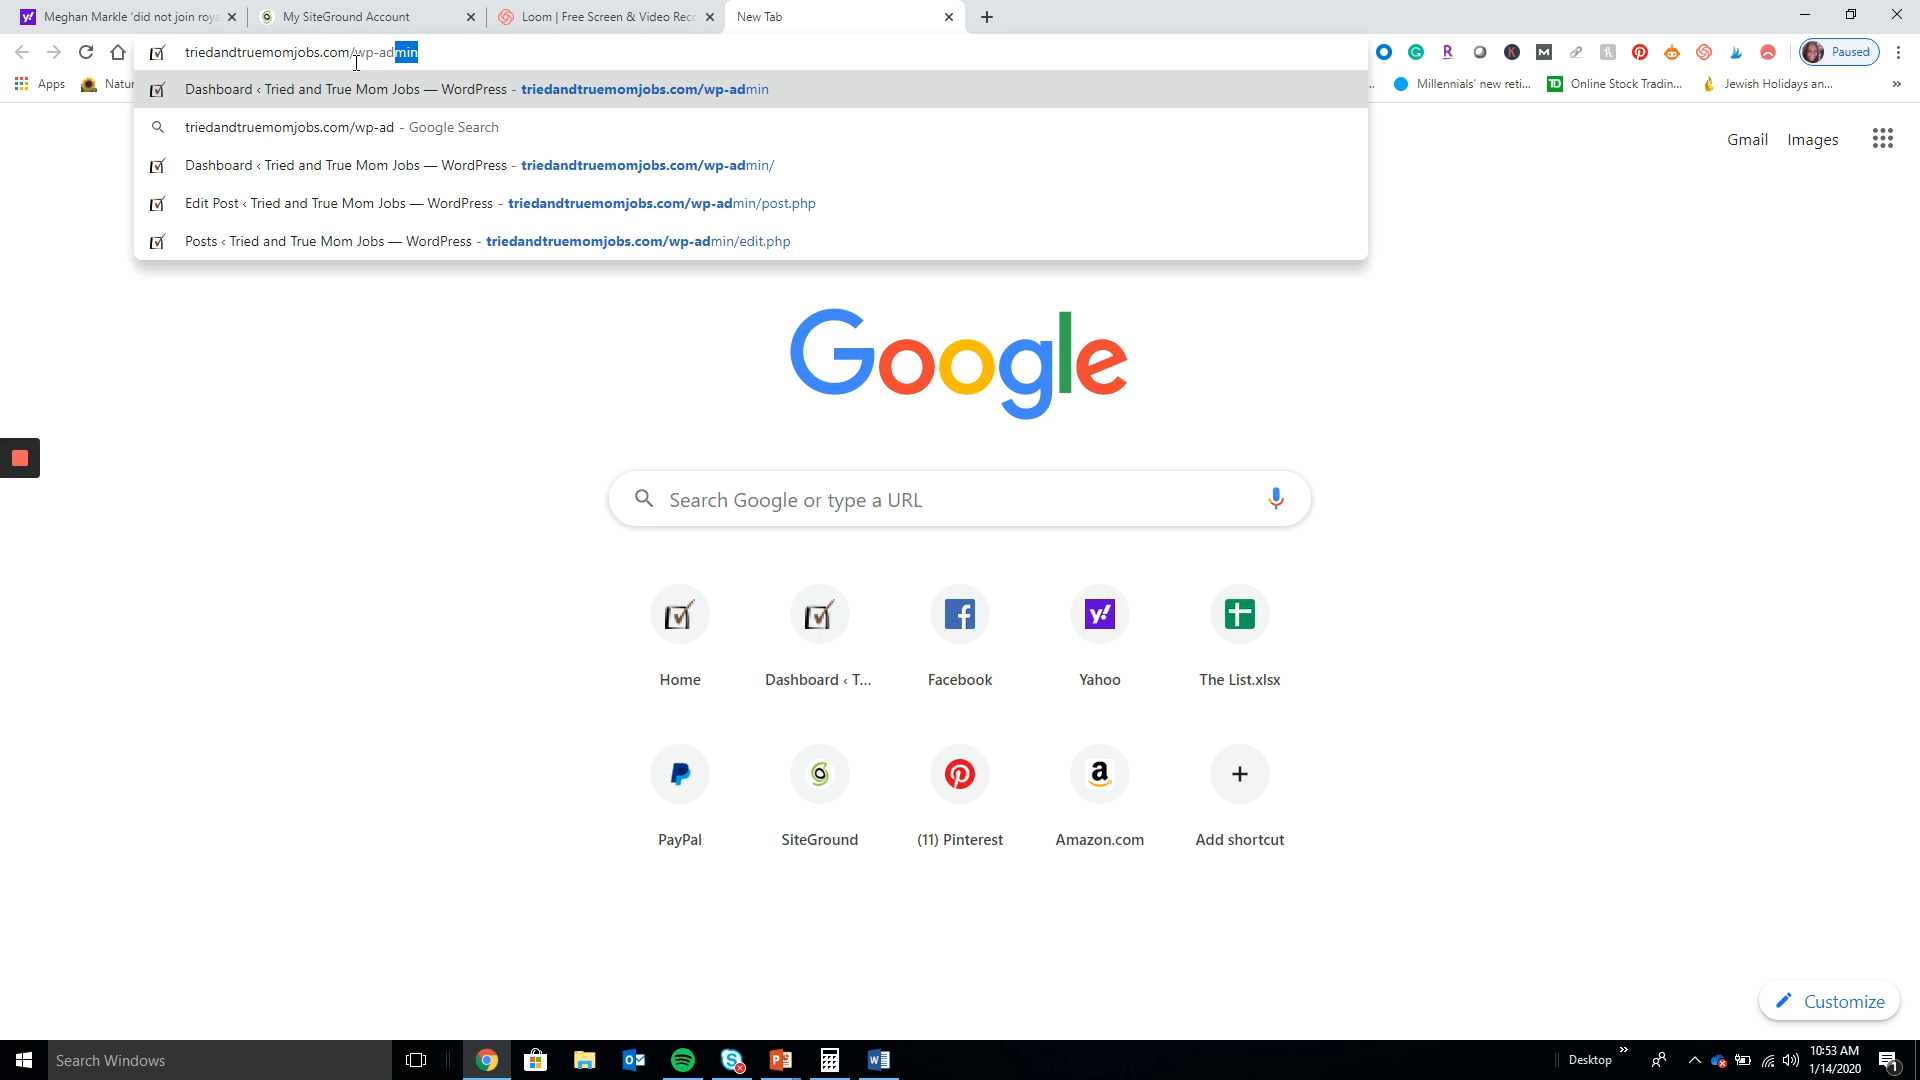 Meghan Markle 'did not join roy
My SiteGround Account
Loom | Free Screen & Video Rec
New Tab
triedandtruemomjobs.com/wp-admin
Paused
Apps
Natur
Millennials' new reti...
Online Stock Tradin...
Jewish Holidays an...
»
Dashboard ‹ Tried and True Mom Jobs — WordPress - triedandtruemomjobs.com/wp-admin
triedandtruemomjobs.com/wp-ad - Google Search
Dashboard ‹ Tried and True Mom Jobs — WordPress - triedandtruemomjobs.com/wp-admin/
Edit Post ‹ Tried and True Mom Jobs — WordPress - triedandtruemomjobs.com/wp-admin/post.php
Posts ‹ Tried and True Mom Jobs — WordPress - triedandtruemomjobs.com/wp-admin/edit.php
Gmail Images
Google
Search Google or type a URL
Home
Dashboard ‹ T...
Facebook
Yahoo
The List.xlsx
PayPal
SiteGround
(11) Pinterest
Amazon.com
Add shortcut
Customize
Search Windows
Desktop »
10:53 AM
1/14/2020
1